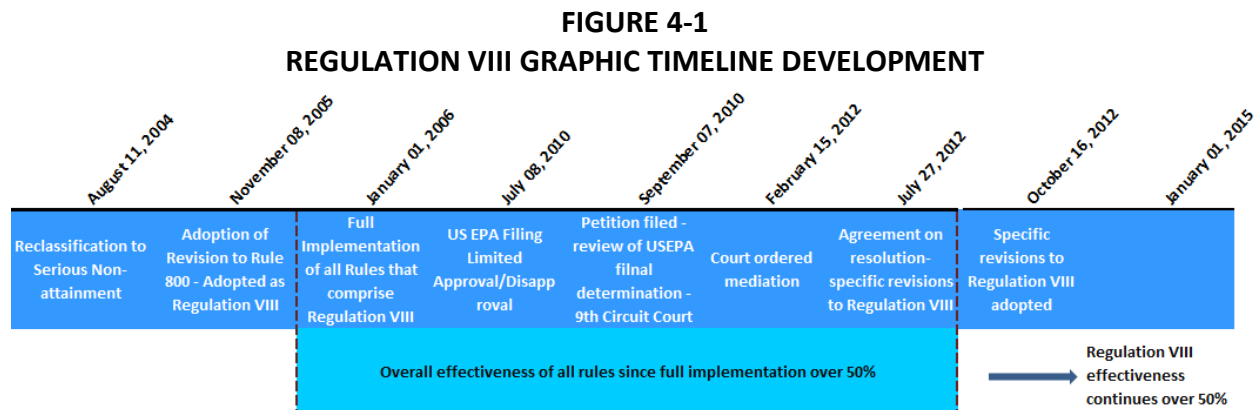 FIGURE 4-1
REGULATION VIII GRAPHIC TIMELINE DEVELOPMENT
August 11, 2004
November 08, 2005
January 01, 2006
July 08, 2010
September 07, 2010
February 15, 2012
July 27, 2012
October 16, 2012
January 01, 2015
Reclassification to
Serious Non-
attainment
Adoption of
Revision to Rule
800 - Adopted as
Regulation VIII
Full
Implementation
of all Rules that
comprise
Regulation VIII
US EPA Filing
Limited
Approval/Disapp
roval
Petition filed -
review of USEPA
filnal
determination -
9th Circuit Court
Court ordered
mediation
Agreement on
resolution-
specific revisions
to Regulation VIII
Specific
revisions to
Regulation VIII
adopted
Overall effectiveness of all rules since full implementation over 50%
Regulation VIII
effectiveness
continues over 50%